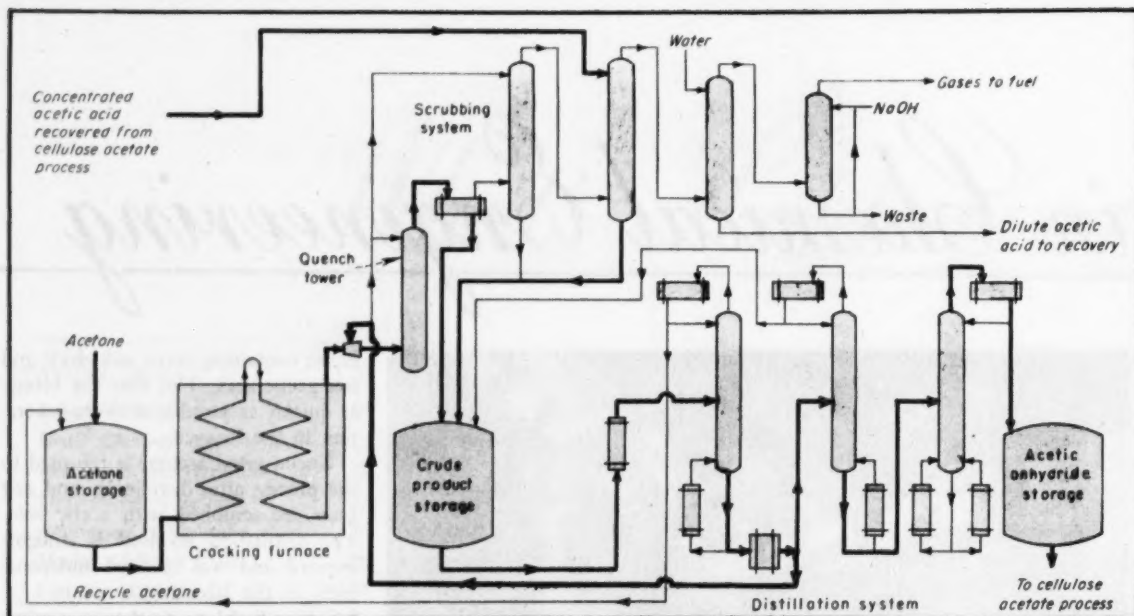 Concentrated
acetic acid
recovered from
cellulose acetate
process
Scrubbing
system
Water
Gases to fuel
NaOH
Waste
Dilute acetic
acid to recovery
Quench
tower
Acetone
Acetone
storage
Cracking furnace
Recycle acetone
Crude
product
storage
Distillation system
Acetic
anhydride
storage
To cellulose
acetate process